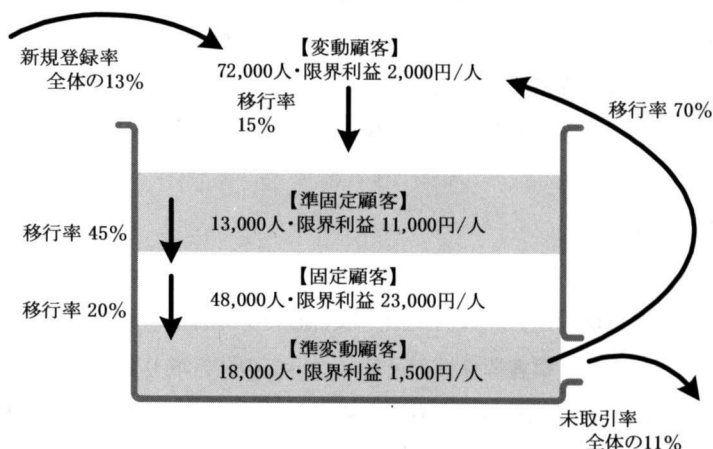 新規登録率
全体の13%
【変動顧客】
72,000人・限界利益 2,000円/人
移行率
15%
移行率 70%
【準固定顧客】
13,000人・限界利益 11,000円/人
移行率 45%
【固定顧客】
48,000人・限界利益 23,000円/人
移行率 20%
【準変動顧客】
18,000人・限界利益 1,500円/人
未取引率
全体の11%